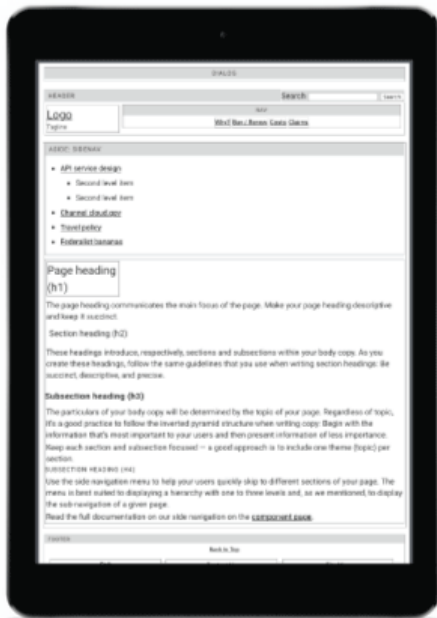 DIALOG
HEADER
Search
Search
Logo
Tagline
NAV
ASIDE: SIDENAV
API service design
Second level item
Second level item
Channel cloud.gov
Travel policy
Federalist bananas
Page heading
(h1)
The page heading communicates the main focus of the page. Make your page heading descriptive
and keep it succinct.
Section heading (h2)
These headings introduce, respectively, sections and subsections within your body copy. As you
create these headings, follow the same guidelines that you use when writing section headings: Be
succinct, descriptive, and precise.
Subsection heading (h3)
The particulars of your body copy will be determined by the topic of your page. Regardless of topic,
it's a good practice to follow the inverted pyramid structure when writing copy: Begin with the
information that's most important to your users and then present information of less importance.
Keep each section and subsection focused — a good approach is to include one theme (topic) per
section.
SUBSECTION HEADING (H4)
Use the side navigation menu to help your users quickly skip to different sections of your page. The
menu is best suited to displaying a hierarchy with one to three levels and, as we mentioned, to display
the sub-navigation of a given page.
Read the full documentation on our side navigation on the component page.
FOOTER
Back to Top